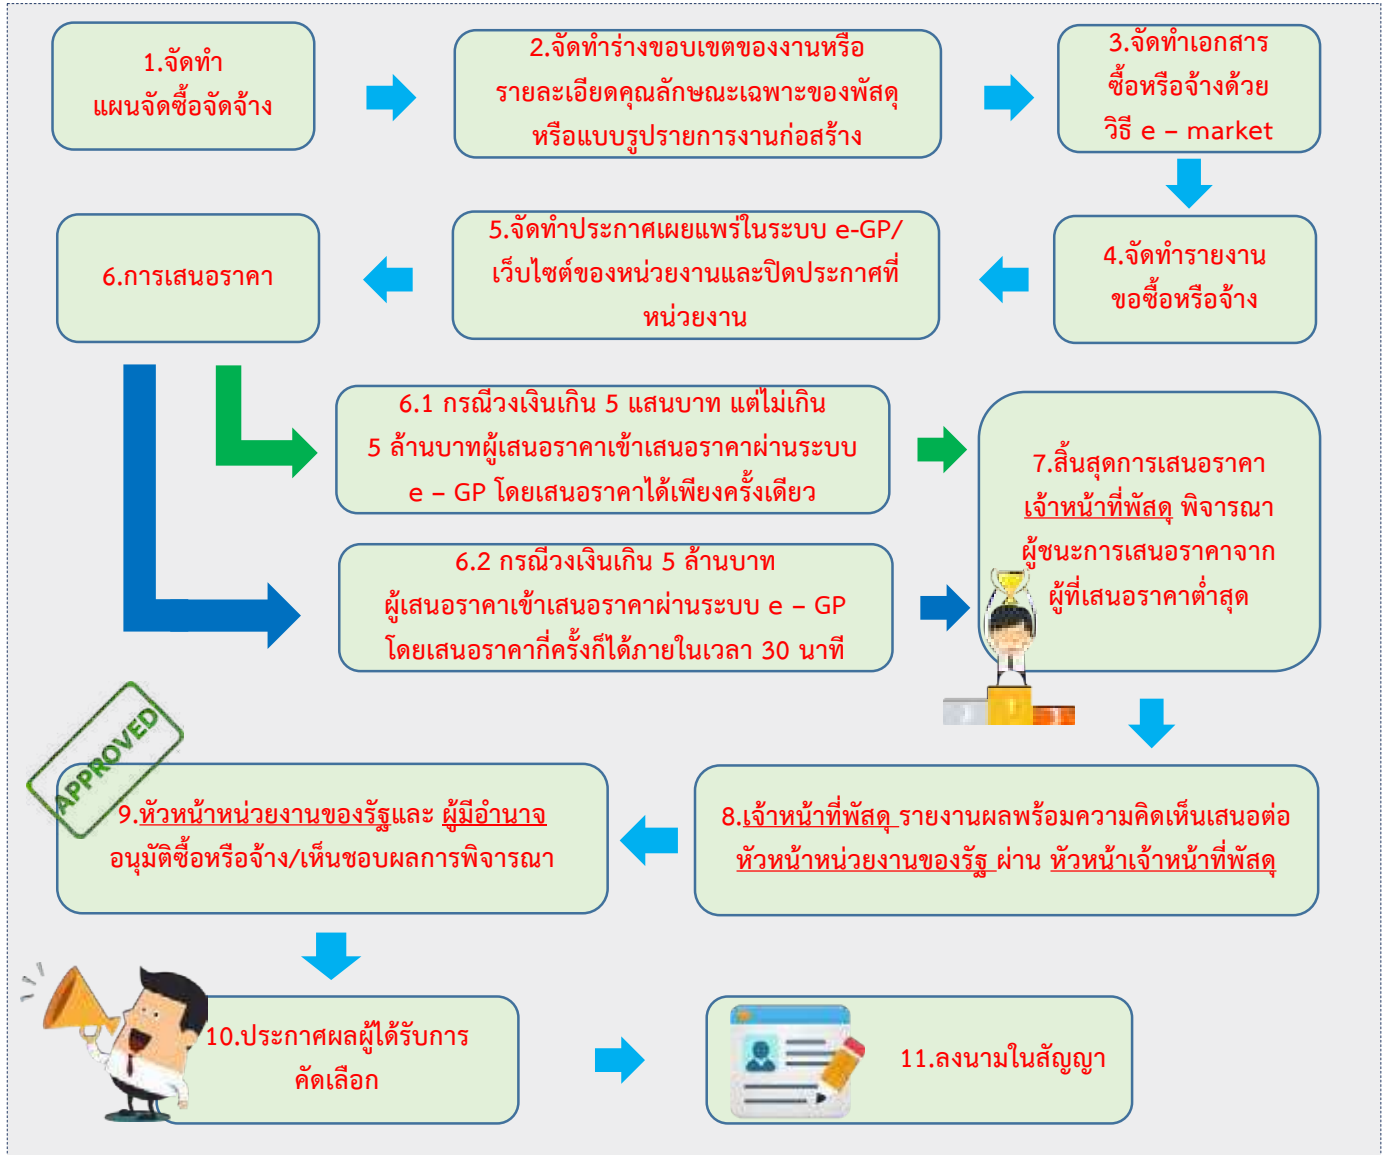 1.จัดทำ
แผนจัดซื้อจัดจ้าง
2.จัดทำร่างขอบเขตของงานหรือ
รายละเอียดคุณลักษณะเฉพาะของพัสดุ
หรือแบบรูปรายการงานก่อสร้าง
3.จัดทำเอกสาร
ซื้อหรือจ้างด้วย
วิธี e – market
4.จัดทำรายงาน
ขอซื้อหรือจ้าง
5.จัดทำประกาศเผยแพร่ในระบบ e-GP/
เว็บไซต์ของหน่วยงานและปิดประกาศที่
หน่วยงาน
6.การเสนอราคา
6.1 กรณีวงเงินเกิน 5 แสนบาท แต่ไม่เกิน
5 ล้านบาทผู้เสนอราคาเข้าเสนอราคาผ่านระบบ
e – GP โดยเสนอราคาได้เพียงครั้งเดียว
6.2 กรณีวงเงินเกิน 5 ล้านบาท
ผู้เสนอราคาเข้าเสนอราคาผ่านระบบ e – GP
โดยเสนอราคากี่ครั้งก็ได้ภายในเวลา 30 นาที
7.สิ้นสุดการเสนอราคา
เจ้าหน้าที่พัสดุ พิจารณา
ผู้ชนะการเสนอราคาจาก
ผู้ที่เสนอราคาต่ำสุด
8.เจ้าหน้าที่พัสดุ รายงานผลพร้อมความคิดเห็นเสนอต่อ
หัวหน้าหน่วยงานของรัฐ ผ่าน หัวหน้าเจ้าหน้าที่พัสดุ
APPROVED
9.หัวหน้าหน่วยงานของรัฐและ ผู้มีอำนาจ
อนุมัติซื้อหรือจ้าง/เห็นชอบผลการพิจารณา
10.ประกาศผลผู้ได้รับการ
คัดเลือก
11.ลงนามในสัญญา